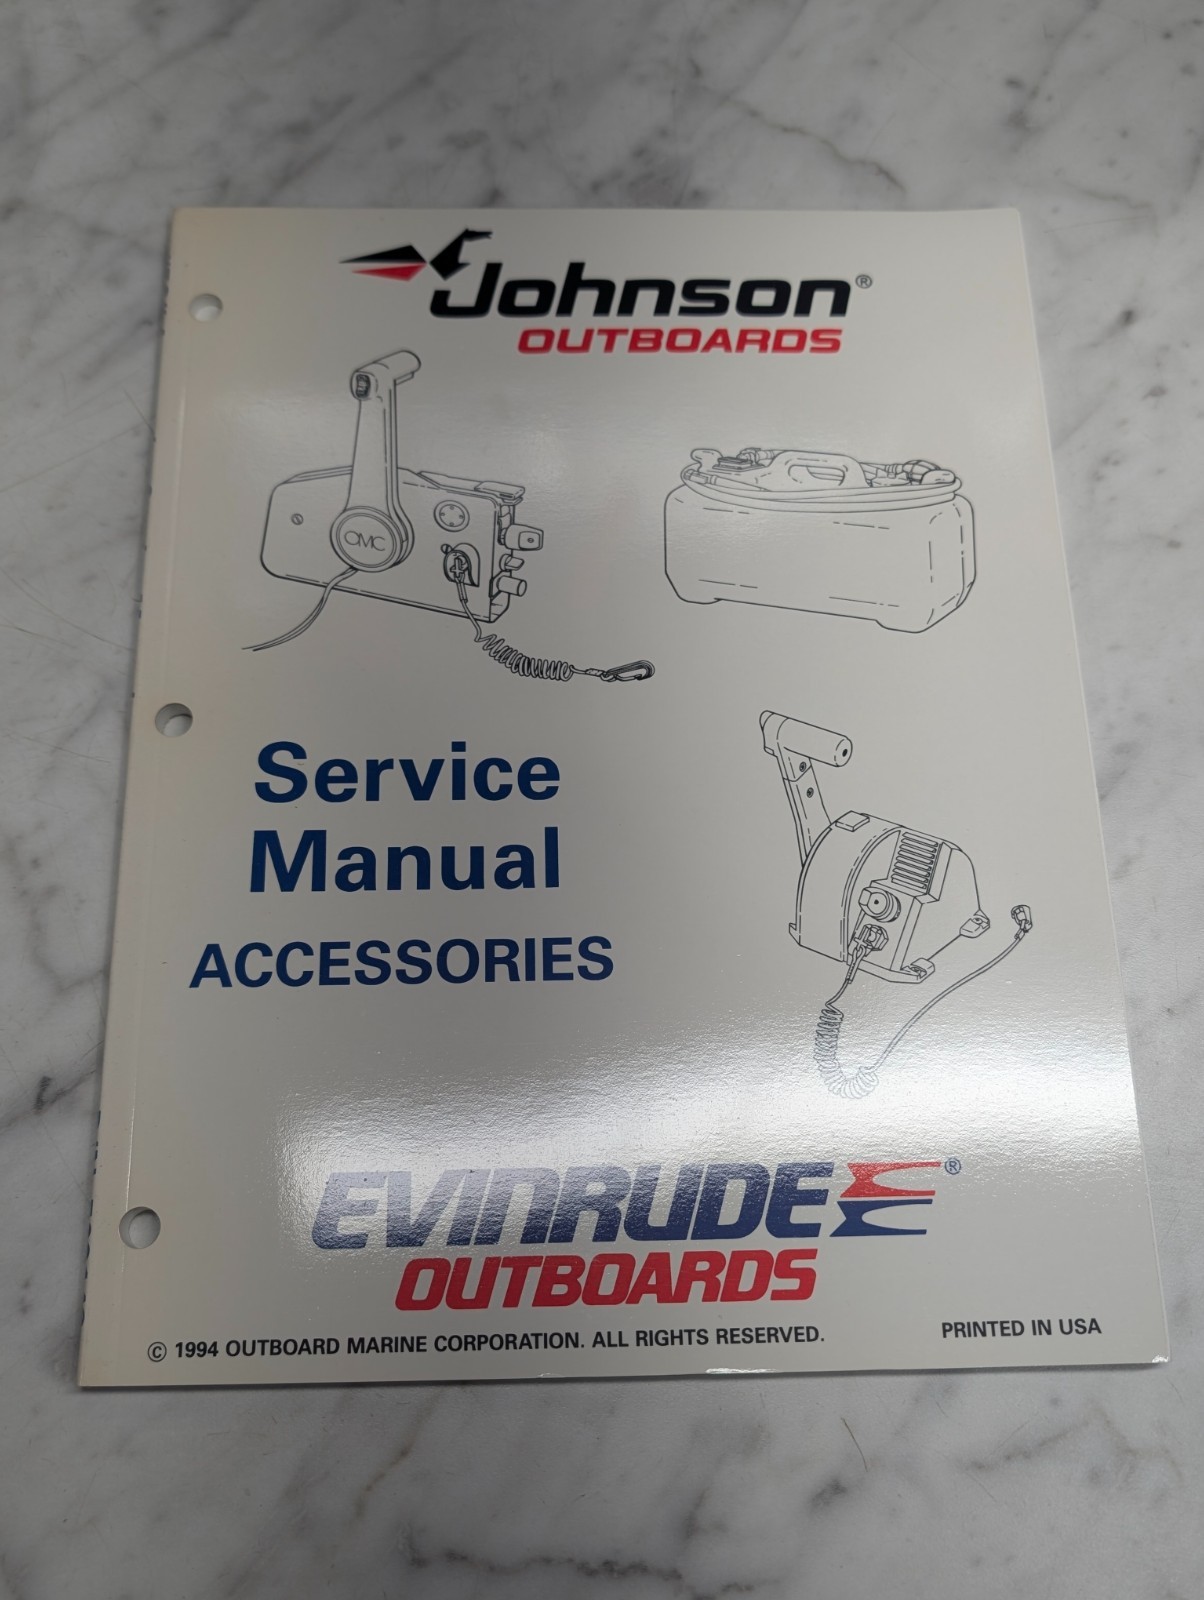 Johnson®
OUTBOARDS
OMC
Service
Manual
ACCESSORIES
EVINRUDE®
OUTBOARDS
© 1994 OUTBOARD MARINE CORPORATION. ALL RIGHTS RESERVED.
PRINTED IN USA